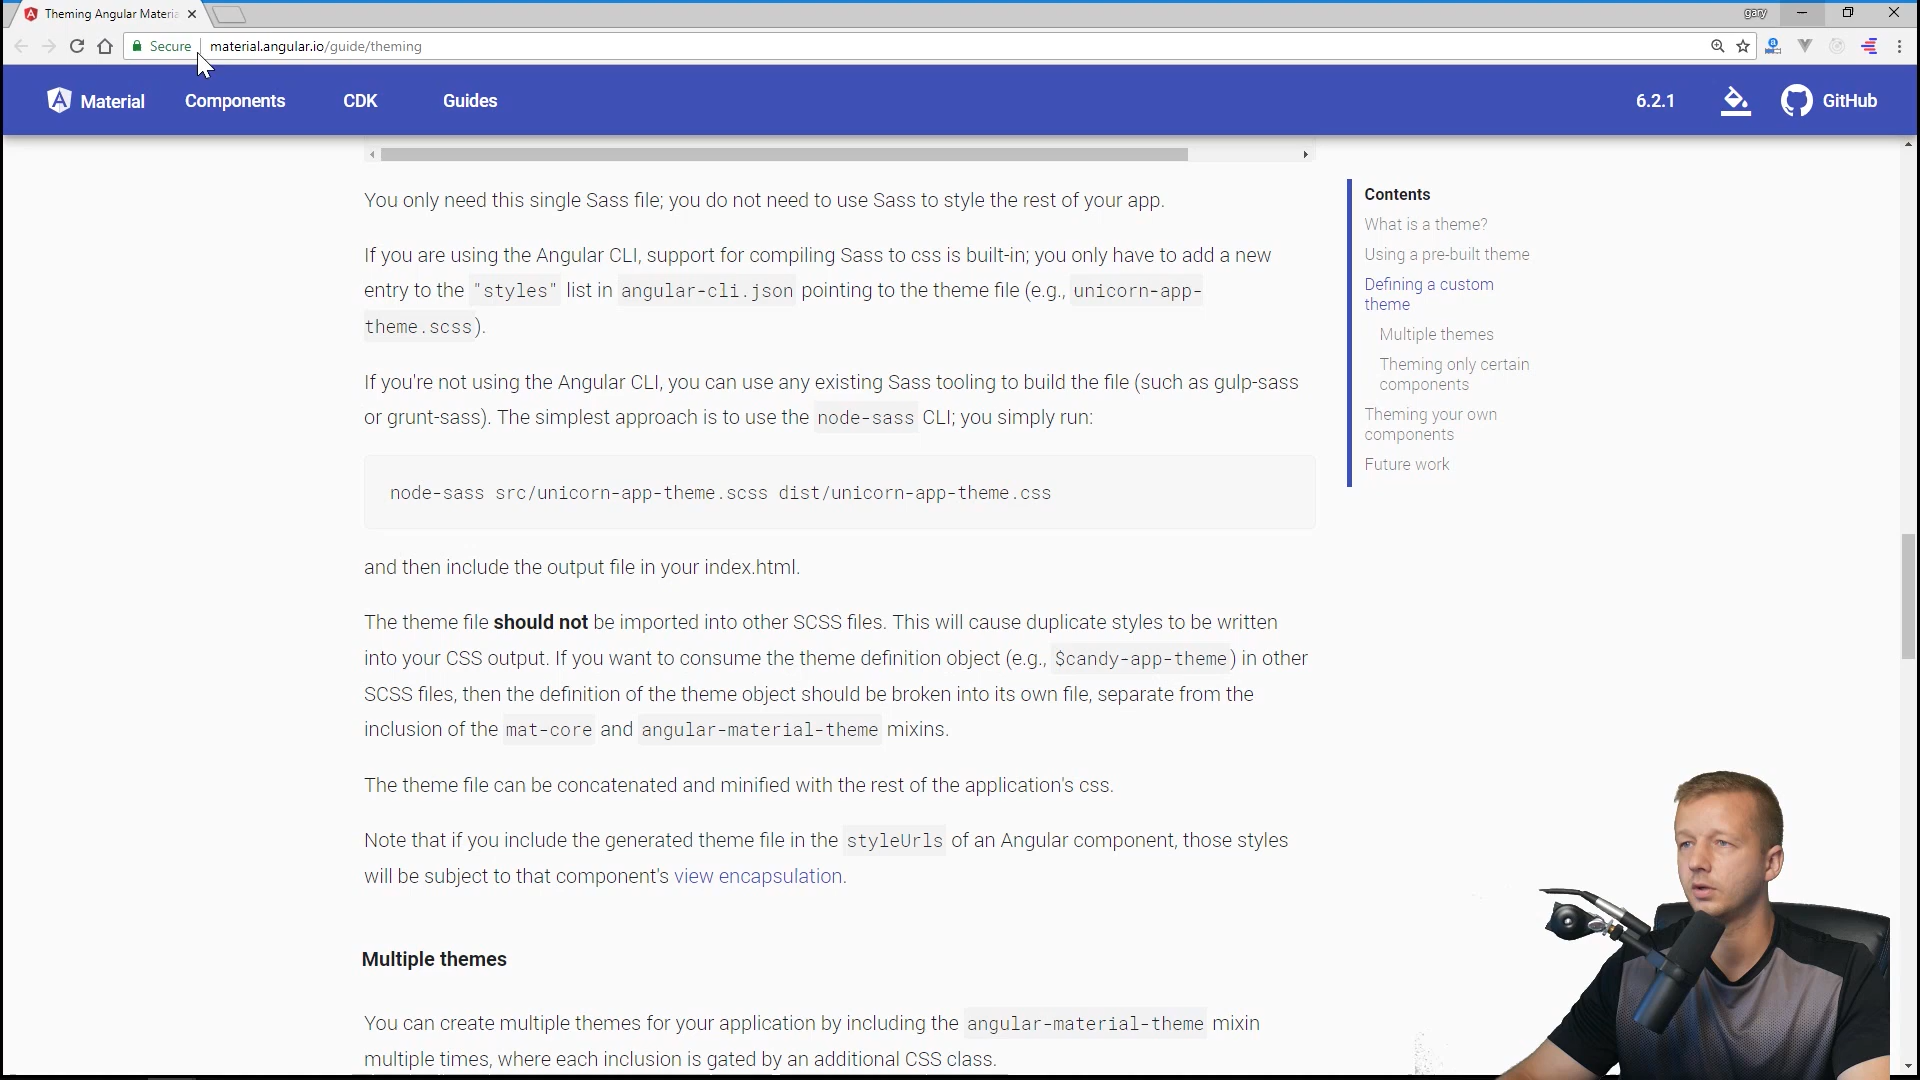 Theming Angular Materia
gary
Secure
material.angular.io/guide/theming
Material
Components
CDK
Guides
6.2.1
GitHub
You only need this single Sass file; you do not need to use Sass to style the rest of your app.
If you are using the Angular CLI, support for compiling Sass to css is built-in; you only have to add a new
entry to the "styles" list in angular-cli.json pointing to the theme file (e.g., unicorn-app-
theme.scss).
If you're not using the Angular CLI, you can use any existing Sass tooling to build the file (such as gulp-sass
or grunt-sass). The simplest approach is to use the node-sass CLI; you simply run:
node-sass src/unicorn-app-theme.scss dist/unicorn-app-theme.css
and then include the output file in your index.html.
The theme file should not be imported into other SCSS files. This will cause duplicate styles to be written
into your CSS output. If you want to consume the theme definition object (e.g., $candy-app-theme) in other
SCSS files, then the definition of the theme object should be broken into its own file, separate from the
inclusion of the mat-core and angular-material-theme mixins.
The theme file can be concatenated and minified with the rest of the application's css.
Note that if you include the generated theme file in the styleUrls of an Angular component, those styles
will be subject to that component's view encapsulation.
Multiple themes
You can create multiple themes for your application by including the angular-material-theme mixin
multiple times, where each inclusion is gated by an additional CSS class.
Contents
What is a theme?
Using a pre-built theme
Defining a custom
theme
Multiple themes
Theming only certain
components
Theming your own
components
Future work